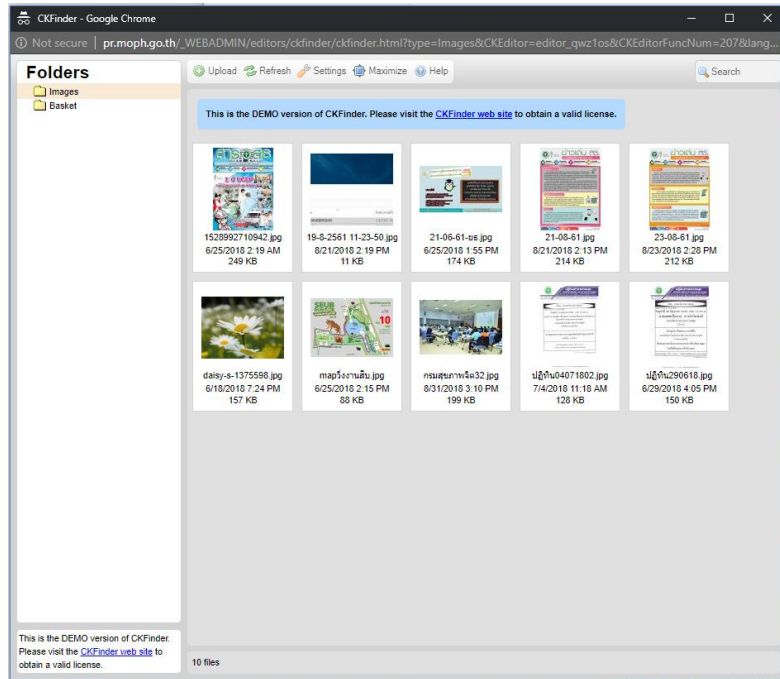 CKFinder - Google Chrome
Not secure | pr.moph.go.th/_WEBADMIN/editors/ckfinder/ckfinder.html?type=Images&CKEditor=editor_qwz1os&CKEditorFuncNum=207&lang...
Folders
Images
Basket
Upload Refresh Settings Maximize Help
Search
This is the DEMO version of CKFinder. Please visit the CKFinder web site to obtain a valid license.
1528992710942.jpg 19-8-2561 11-23-50.jpg 21-06-61-ยธ.jpg 21-08-61.jpg 23-08-61.jpg
6/25/2018 2:19 AM 8/21/2018 2:19 PM 6/25/2018 1:55 PM 8/21/2018 2:13 PM 8/23/2018 2:28 PM
249 KB 11 KB 174 KB 214 KB 212 KB
daisy-s-1375598.jpg mapวิ่งงานสืบ.jpg กรมสุขภาพจิต32.jpg ปฏิทิน04071802.jpg ปฏิทิน290618.jpg
6/18/2018 7:24 PM 6/25/2018 2:15 PM 8/31/2018 3:10 PM 7/4/2018 11:18 AM 6/29/2018 4:05 PM
157 KB 88 KB 199 KB 128 KB 150 KB
This is the DEMO version of CKFinder.
Please visit the CKFinder web site to
obtain a valid license.
10 files